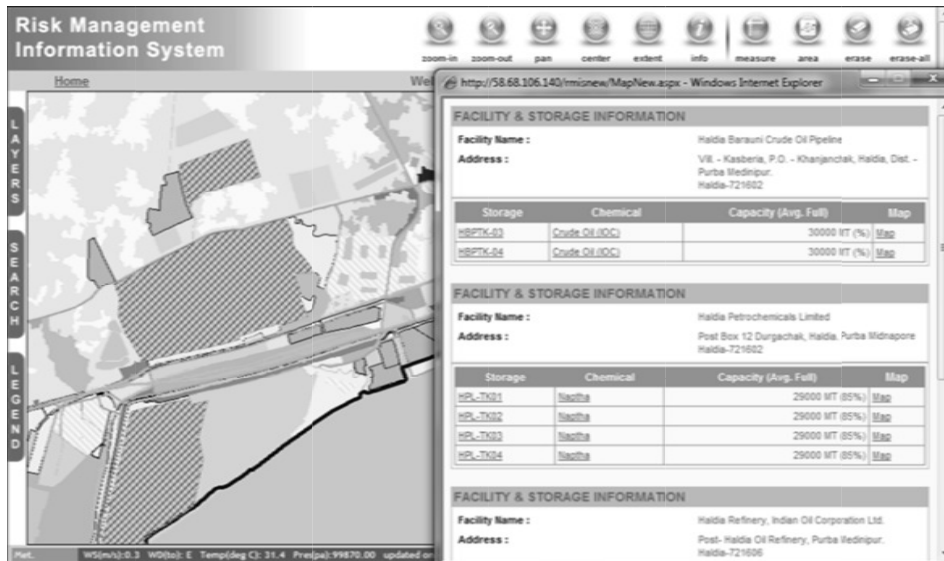 Risk Management
Information System
zoom-in zoom-out pan center extent info measure area erase erase-all
Home
LAYERS
SEARCH
LEGEND
http://58.68.106.140/rmisnew/MapNew.aspx - Windows Internet Explorer
FACILITY & STORAGE INFORMATION
Facility Name : Haldia Barauni Crude Oil Pipeline
Address : Vill. - Kasberia, P.O. - Khanjanchak, Haldia, Dist. -
Purba Medinipur.
Haldia-721602
Storage Chemical Capacity (Avg. Full) Map
HBPTK-03 Crude Oil (IOC) 30000 MT (%) Map
HBPTK-04 Crude Oil (IOC) 30000 MT (%) Map
FACILITY & STORAGE INFORMATION
Facility Name : Haldia Petrochemicals Limited
Address : Post Box 12 Durgachak, Haldia. Purba Midnapore
Haldia-721602
Storage Chemical Capacity (Avg. Full) Map
HPL-TK01 Naptha 29000 MT (85%) Map
HPL-TK02 Naptha 29000 MT (85%) Map
HPL-TK03 Naptha 29000 MT (85%) Map
HPL-TK04 Naptha 29000 MT (85%) Map
FACILITY & STORAGE INFORMATION
Facility Name : Haldia Refinery, Indian Oil Corporation Ltd.
Address : Post- Haldia Oil Refinery, Purba Medinipur.
Haldia-721606
Met. WS(m/s):0.3 WD(to): E Temp(deg C): 31.4 Pres(pa):99870.00 updated on